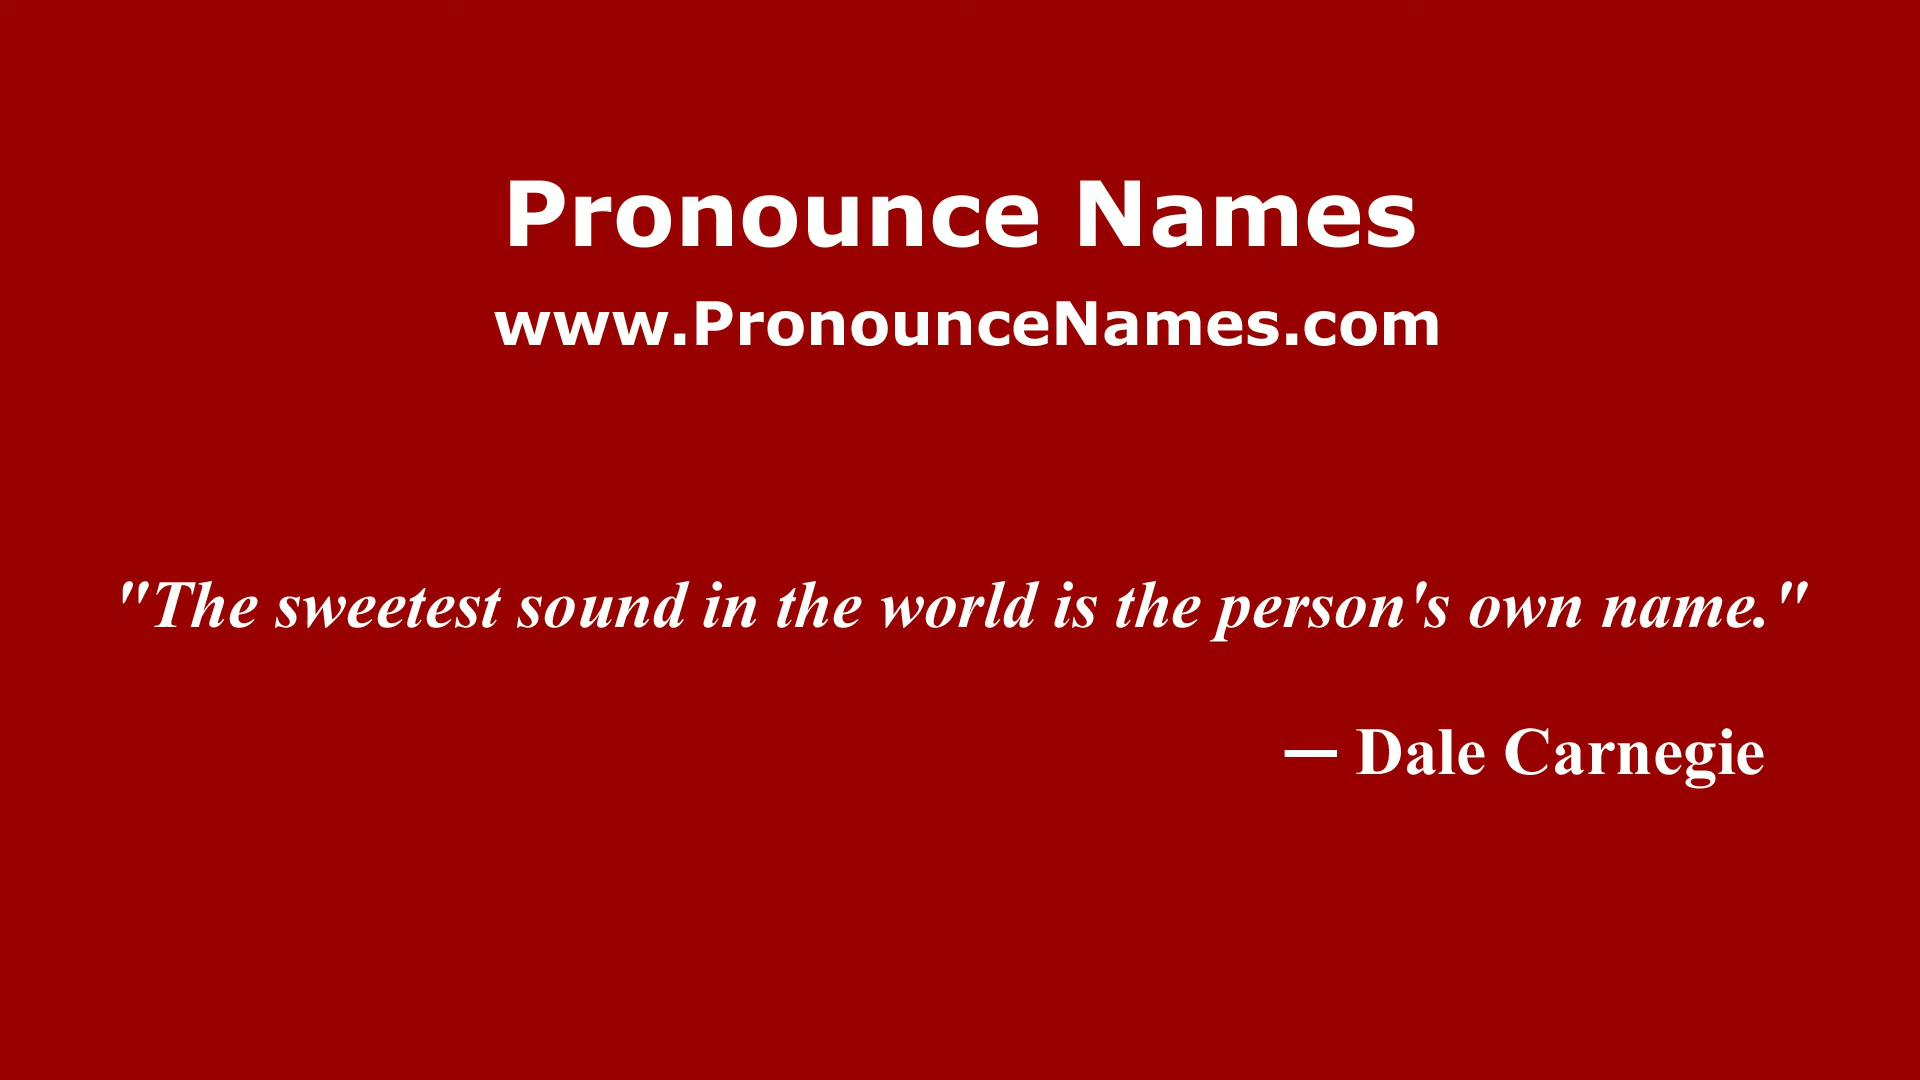 Pronounce Names
www.PronounceNames.com
"The sweetest sound in the world is the person's own name."
— Dale Carnegie